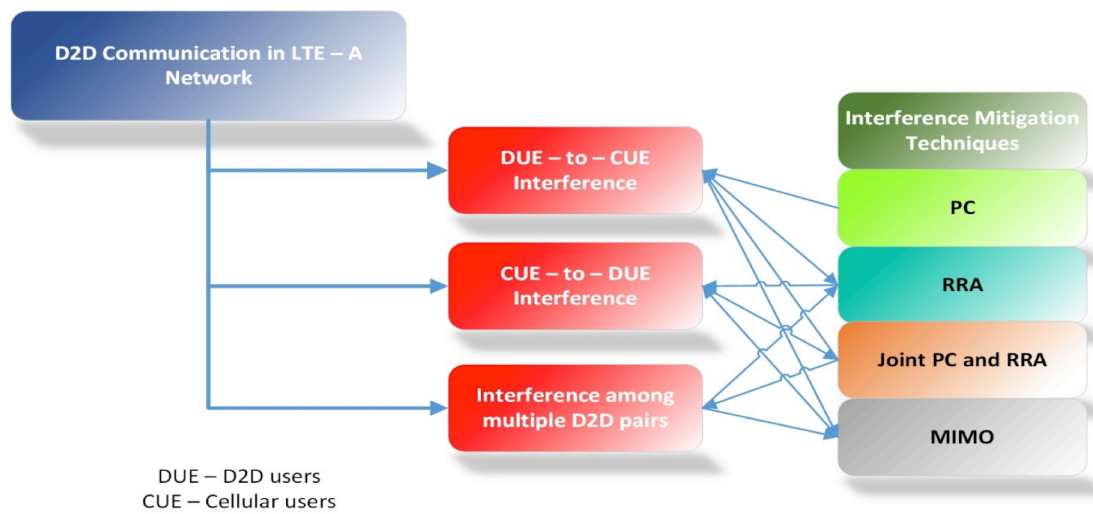 D2D Communication in LTE – A
Network
DUE – to – CUE
Interference
CUE – to – DUE
Interference
Interference among
multiple D2D pairs
Interference Mitigation
Techniques
PC
RRA
Joint PC and RRA
MIMO
DUE – D2D users
CUE – Cellular users